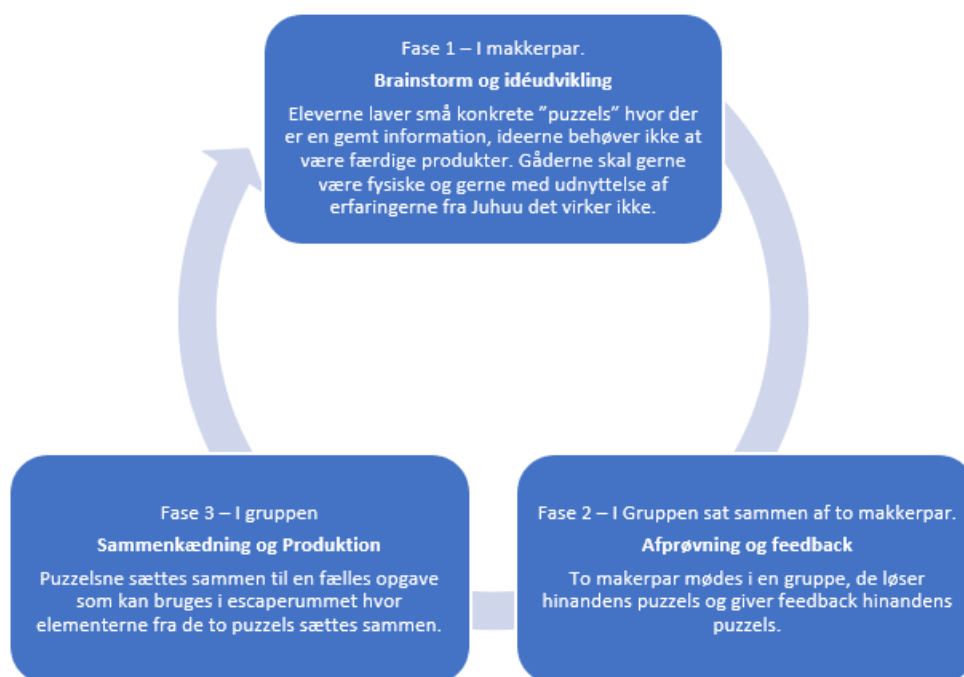 Fase 1 – I makkerpar.
Brainstorm og idéudvikling
Eleverne laver små konkrete ”puzzels” hvor der
er en gemt information, ideerne behøver ikke at
være færdige produkter. Gåderne skal gerne
være fysiske og gerne med udnyttelse af
erfaringerne fra Juhuu det virker ikke.
Fase 2 – I Gruppen sat sammen af to makkerpar.
Afprøvning og feedback
To makerpar mødes i en gruppe, de løser
hinandens puzzels og giver feedback hinandens
puzzels.
Fase 3 – I gruppen
Sammenkædning og Produktion
Puzzelsne sættes sammen til en fælles opgave
som kan bruges i escaperummet hvor
elementerne fra de to puzzels sættes sammen.